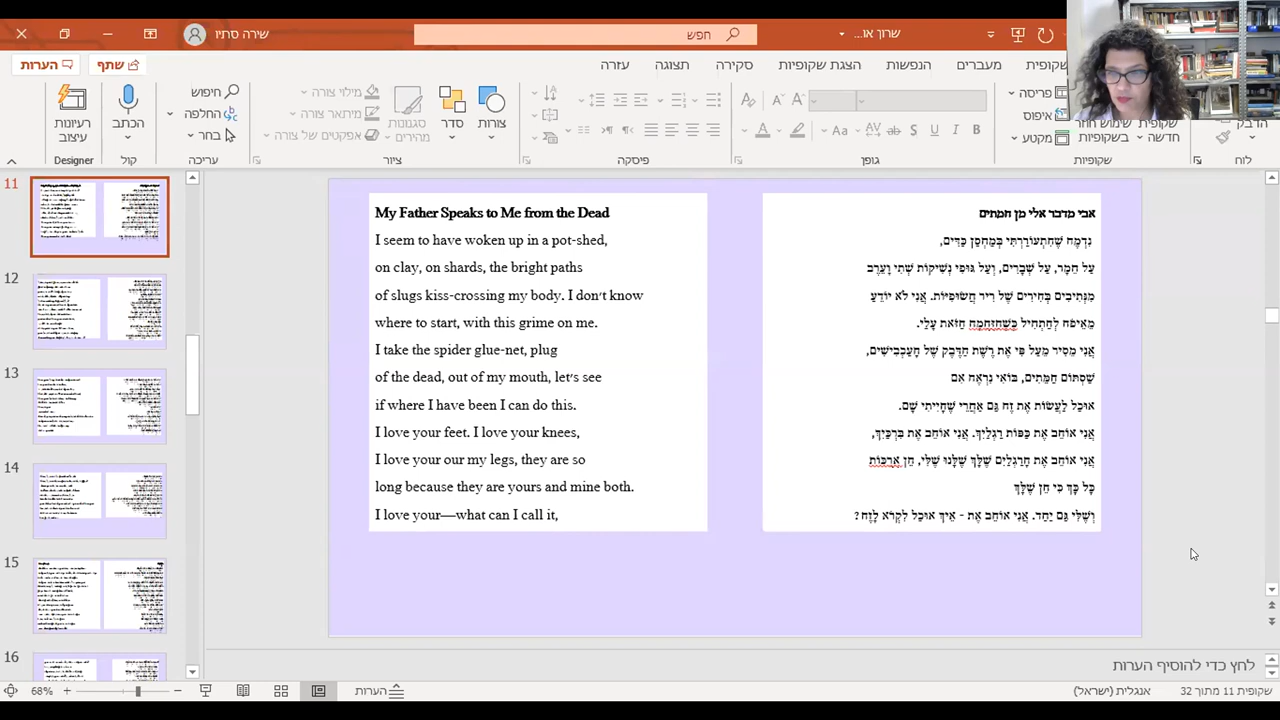 שירה סתיו
חפש
שרוך או...
הערות
שתף
שקופית
מעברים
הנפשות
הצגת שקופיות
סקירה
תצוגה
עזרה
רעיונות
עיצוב
Designer
הכתב
קול
חיפוש
החלפה
בחר
עריכה
מילוי צורה
מיתאר צורה
אפקטים של צורה
סגנונות
מהירים
סדר
צורות
ציור
פיסקה
גופן
פריסה
איפוס
מקטע
שימוש חוזר
בשקופיות
שקופית
חדשה
שקופיות
הדבק
לוח
11
12
13
14
15
16
My Father Speaks to Me from the Dead
I seem to have woken up in a pot-shed,
on clay, on shards, the bright paths
of slugs kiss-crossing my body. I don't know
where to start, with this grime on me.
I take the spider glue-net, plug
of the dead, out of my mouth, let's see
if where I have been I can do this.
I love your feet. I love your knees,
I love your our my legs, they are so
long because they are yours and mine both.
I love your—what can I call it,
אבי מדבר אלי מן המתים
נִדְמֶה שֶׁהִתְעוֹרַרְתִּי בְּמַחְסַן כַּדִּים,
עַל חֵמָר, עַל שְׁבָרִים, וְעַל גּוּפִי נְשִׁיקוֹת שְׁתִי וָעֵרֶב
מִנְּתִיבִים בְּהִירִים שֶׁל רִיר חֲשׂוּפִיּוֹת. אֲנִי לֹא יוֹדֵעַ
מֵאֵיפֹה לְהַתְחִיל כְּשֶׁהַזֻּהֲמָה הַזֹּאת עָלַי.
אֲנִי מֵסִיר מֵעַל פִּי אֶת רֶשֶׁת הַדֶּבֶק שֶׁל הָעַכְבִישִׁים,
שַׂסְתּוֹם הַמֵּתִים, בּוֹאִי נִרְאֶה אִם
אוּכַל לַעֲשׂוֹת אֶת זֶה גַּם אַחֲרֵי שֶׁהָיִיתִי שָׁם.
אֲנִי אוֹהֵב אֶת כַּפּוֹת רַגְלַיִךְ. אֲנִי אוֹהֵב אֶת בִּרְכַּיִךְ,
אֲנִי אוֹהֵב אֶת הָרַגְלַיִם שֶׁלָּךְ שֶׁלָּנוּ שֶׁלִּי, הֵן אֲרֻכּוֹת
כָּל כָּךְ כִּי הֵן שֶׁלָּךְ
וְשֶׁלִּי גַּם יַחַד. אֲנִי אוֹהֵב אֶת - אֵיךְ אוּכַל לִקְרֹא לָזֶה?
לחץ כדי להוסיף הערות
68%
הערות
אנגלית (ישראל)
שקופית 11 מתוך 32